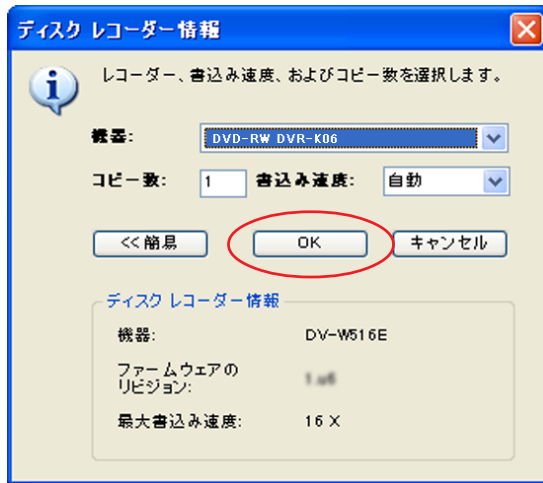 ディスク レコーダー情報
レコーダー、書込み速度、およびコピー数を選択します。
機器: DVD-RW DVR-K06
コピー数: 1 書込み速度: 自動
<<簡易 OK キャンセル
ディスク レコーダー情報
機器: DV-W516E
ファームウェアの
リビジョン:
最大書込み速度: 16 X